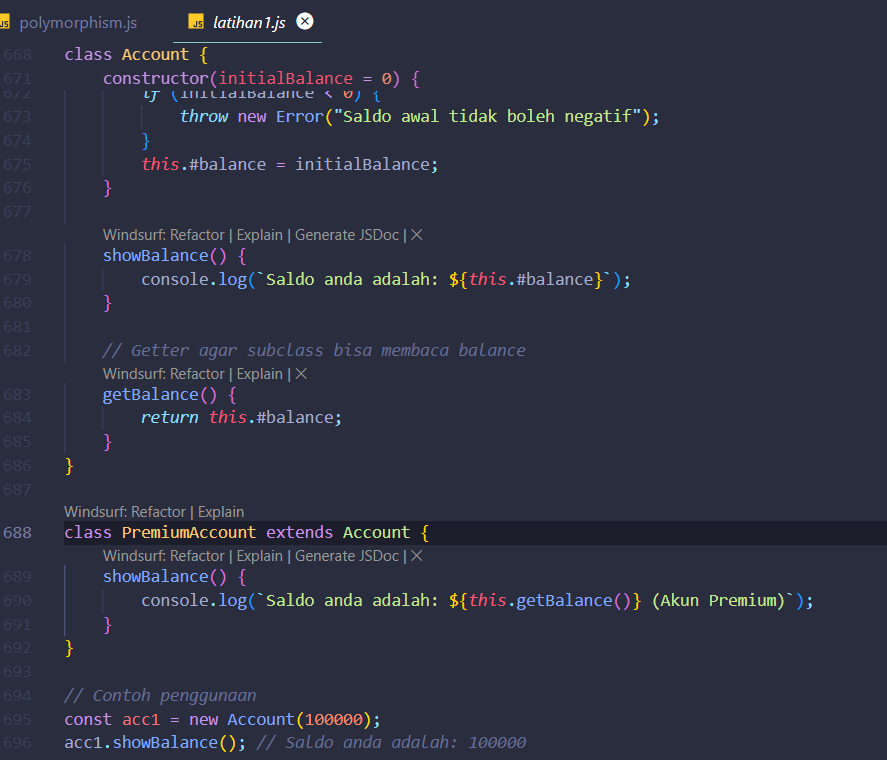 JS polymorphism.js JS latihan1.js
668 class Account {
671 constructor(initialBalance = 0) {
672 if (initialBalance < 0) {
673 throw new Error("Saldo awal tidak boleh negatif");
674 }
675 this.#balance = initialBalance;
676 }
677
Windsurf: Refactor | Explain | Generate JSDoc | ×
678 showBalance() {
679 console.log(`Saldo anda adalah: ${this.#balance}`);
680 }
681
682 // Getter agar subclass bisa membaca balance
Windsurf: Refactor | Explain | ×
683 getBalance() {
684 return this.#balance;
685 }
686 }
687
Windsurf: Refactor | Explain
688 class PremiumAccount extends Account {
Windsurf: Refactor | Explain | Generate JSDoc | ×
689 showBalance() {
690 console.log(`Saldo anda adalah: ${this.getBalance()} (Akun Premium)`);
691 }
692 }
693
694 // Contoh penggunaan
695 const acc1 = new Account(100000);
696 acc1.showBalance(); // Saldo anda adalah: 100000